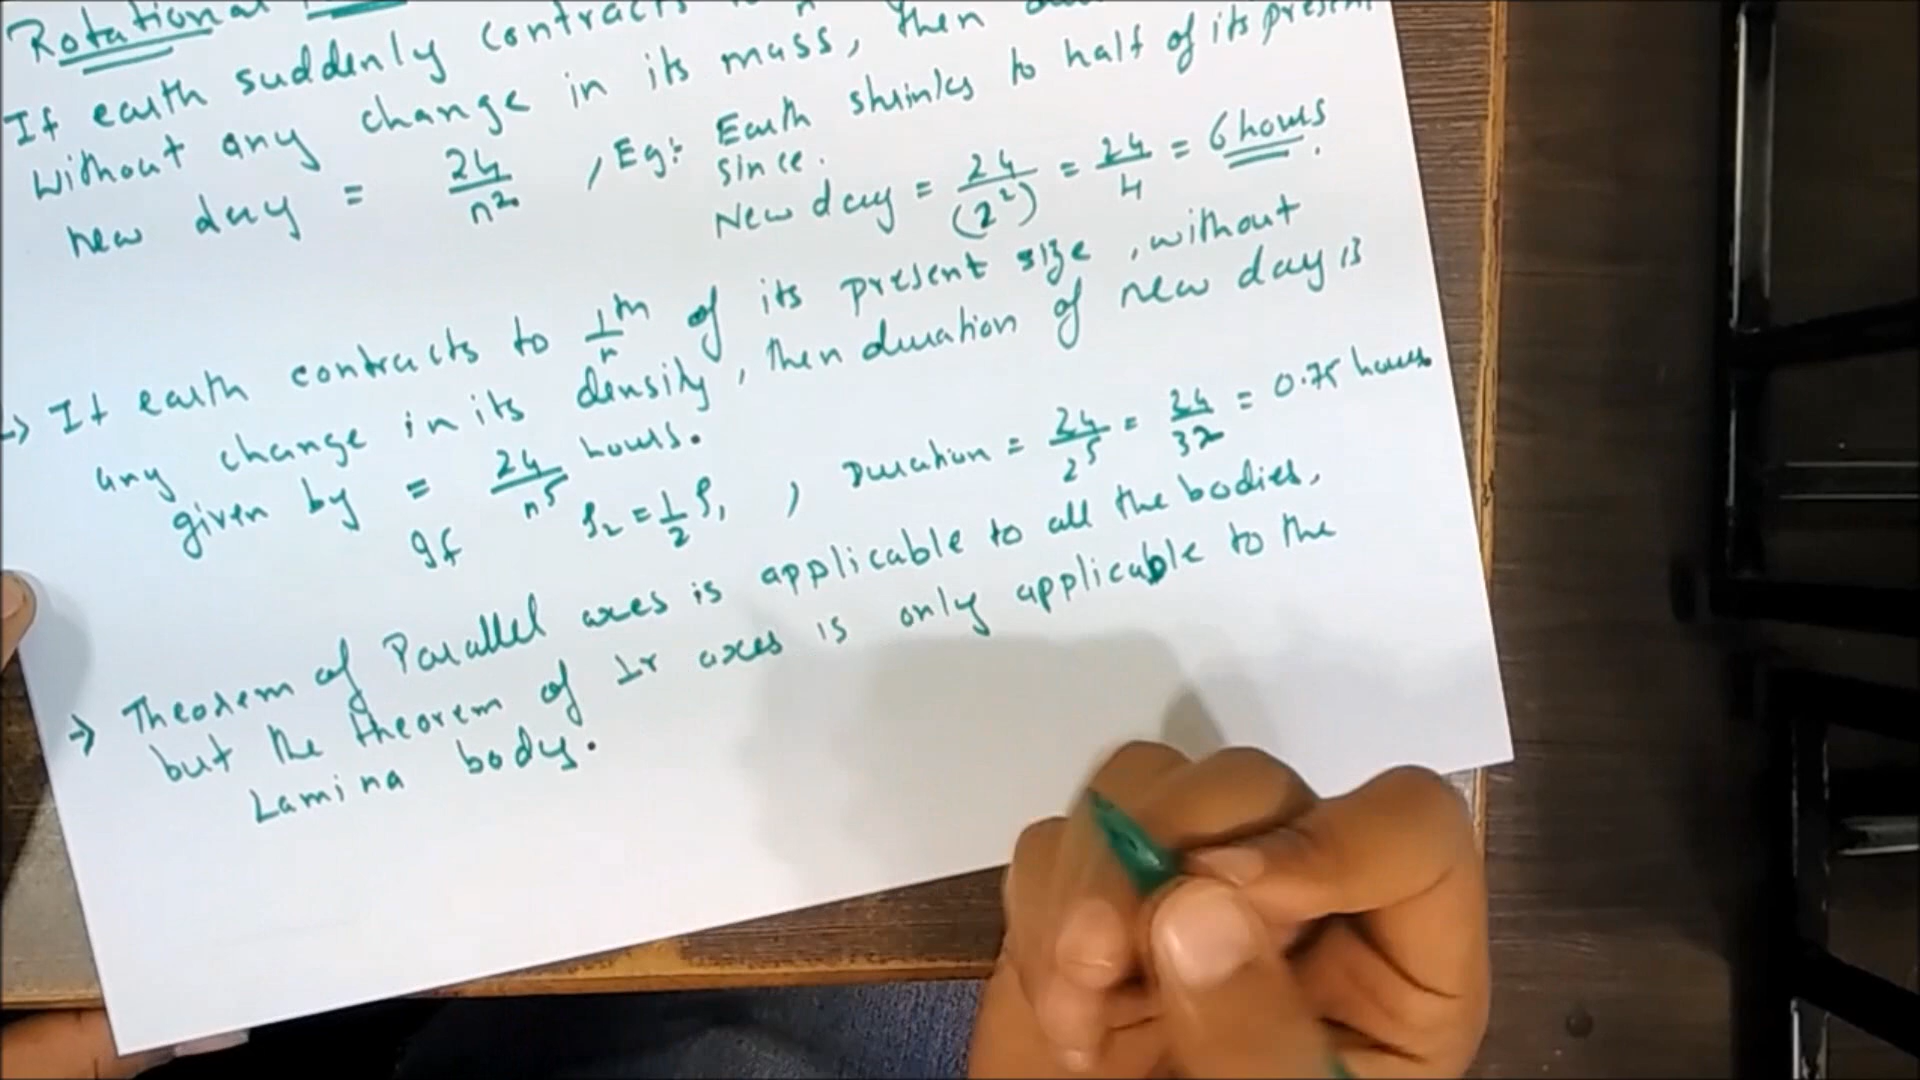 Rotational
If earth suddenly contracts
without any change in its mass, then
new day = 24/n² , Eg: Earth shrinks to half of its present
since.
New day = 24/(2²) = 24/4 = 6 hours.
→ If earth contracts to 1/n th of its present size, without
any change in its density, then duration of new day is
given by = 24/n⁵ hours.
If ρ₂ = 1/2 ρ₁ , Duration = 24/2⁵ = 24/32 = 0.75 hours
→ Theorem of Parallel axes is applicable to all the bodies,
but the theorem of ⊥r axes is only applicable to the
Lamina body.